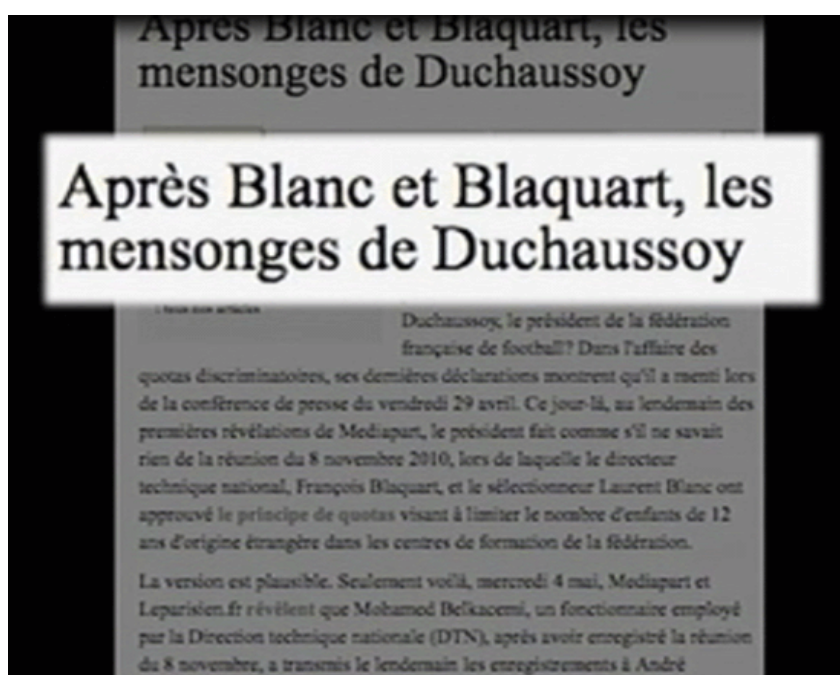 Après Blanc et Blaquart, les
mensonges de Duchaussoy
Après Blanc et Blaquart, les
mensonges de Duchaussoy
: tous nos articles
Duchaussoy, le président de la fédération
française de football? Dans l'affaire des
quotas discriminatoires, ses dernières déclarations montrent qu'il a menti lors
de la conférence de presse du vendredi 29 avril. Ce jour-là, au lendemain des
premières révélations de Mediapart, le président fait comme s'il ne savait
rien de la réunion du 8 novembre 2010, lors de laquelle le directeur
technique national, François Blaquart, et le sélectionneur Laurent Blanc ont
approuvé le principe de quotas visant à limiter le nombre d'enfants de 12
ans d'origine étrangère dans les centres de formation de la fédération.
La version est plausible. Seulement voilà, mercredi 4 mai, Mediapart et
Leparisien.fr révèlent que Mohamed Belkacemi, un fonctionnaire employé
par la Direction technique nationale (DTN), après avoir enregistré la réunion
du 8 novembre, a transmis le lendemain les enregistrements à André